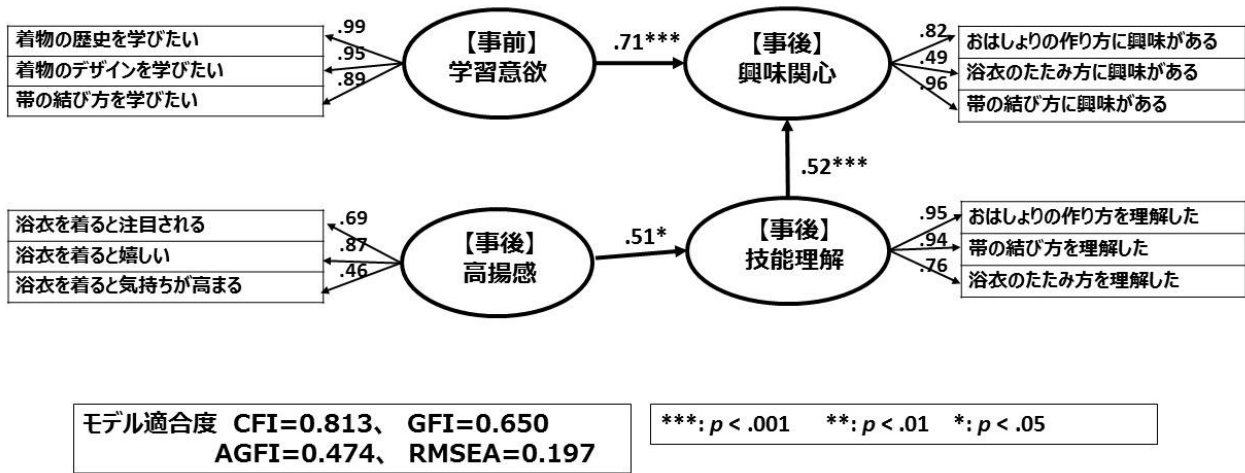 着物の歴史を学びたい
着物のデザインを学びたい
帯の結び方を学びたい
.99
.95
.89
【事前】
学習意欲
.71***
【事後】
興味関心
.82
.49
.96
おはしょりの作り方に興味がある
浴衣のたたみ方に興味がある
帯の結び方に興味がある
.52***
浴衣を着ると注目される
浴衣を着ると嬉しい
浴衣を着ると気持ちが高まる
.69
.87
.46
【事後】
高揚感
.51*
【事後】
技能理解
.95
.94
.76
おはしょりの作り方を理解した
帯の結び方を理解した
浴衣のたたみ方を理解した
モデル適合度 CFI=0.813、 GFI=0.650
AGFI=0.474、 RMSEA=0.197
***: p < .001 **: p < .01 *: p < .05